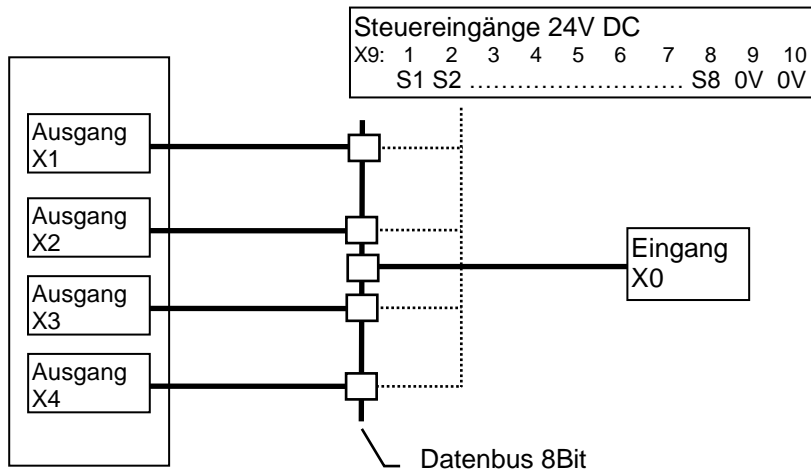 Steuereingänge 24V DC
X9: 1 2 3 4 5 6 7 8 9 10
S1 S2 .......................... S8 0V 0V
Ausgang
X1
Ausgang
X2
Ausgang
X3
Ausgang
X4
Eingang
X0
Datenbus 8Bit